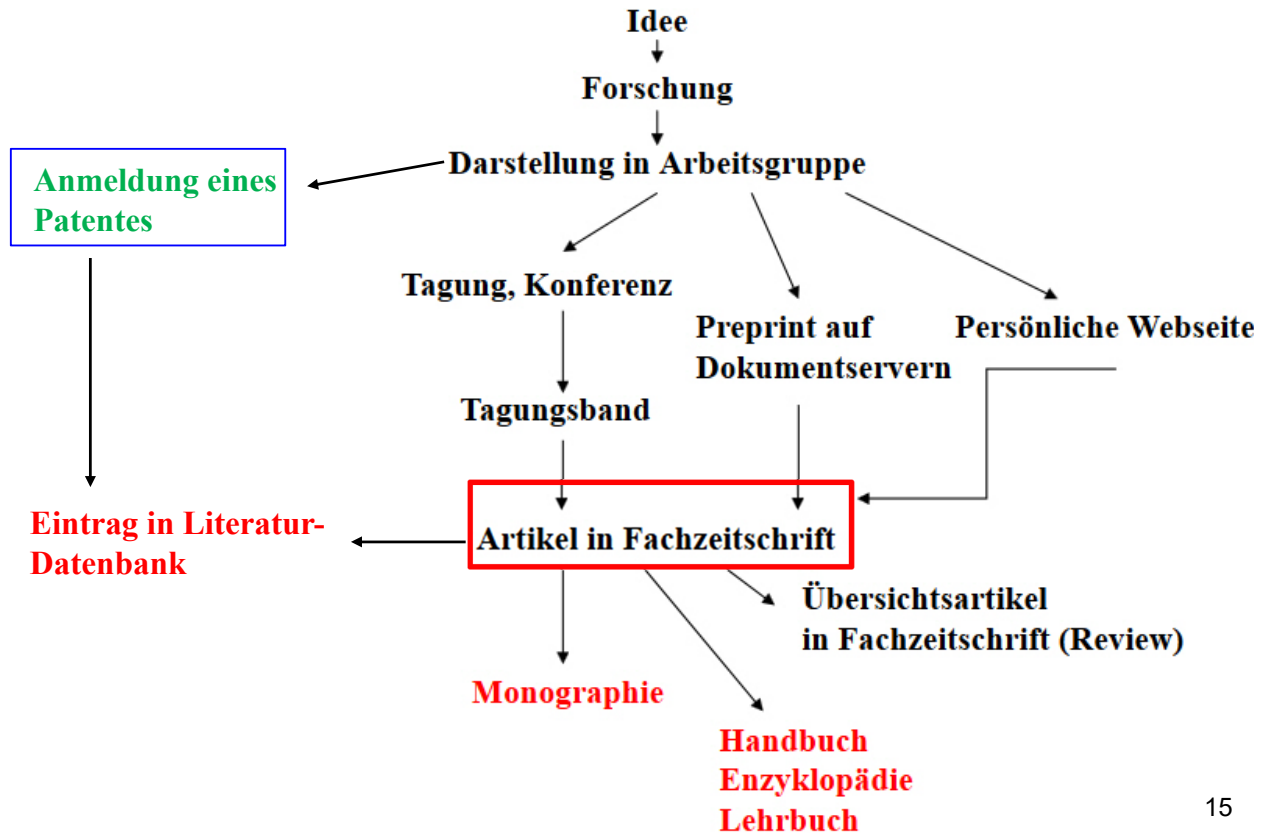 Idee
Forschung
Darstellung in Arbeitsgruppe
Anmeldung eines
Patentes
Tagung, Konferenz
Preprint auf
Dokumentservern
Persönliche Webseite
Tagungsband
Eintrag in Literatur-
Datenbank
Artikel in Fachzeitschrift
Übersichtsartikel
in Fachzeitschrift (Review)
Monographie
Handbuch
Enzyklopädie
Lehrbuch
15